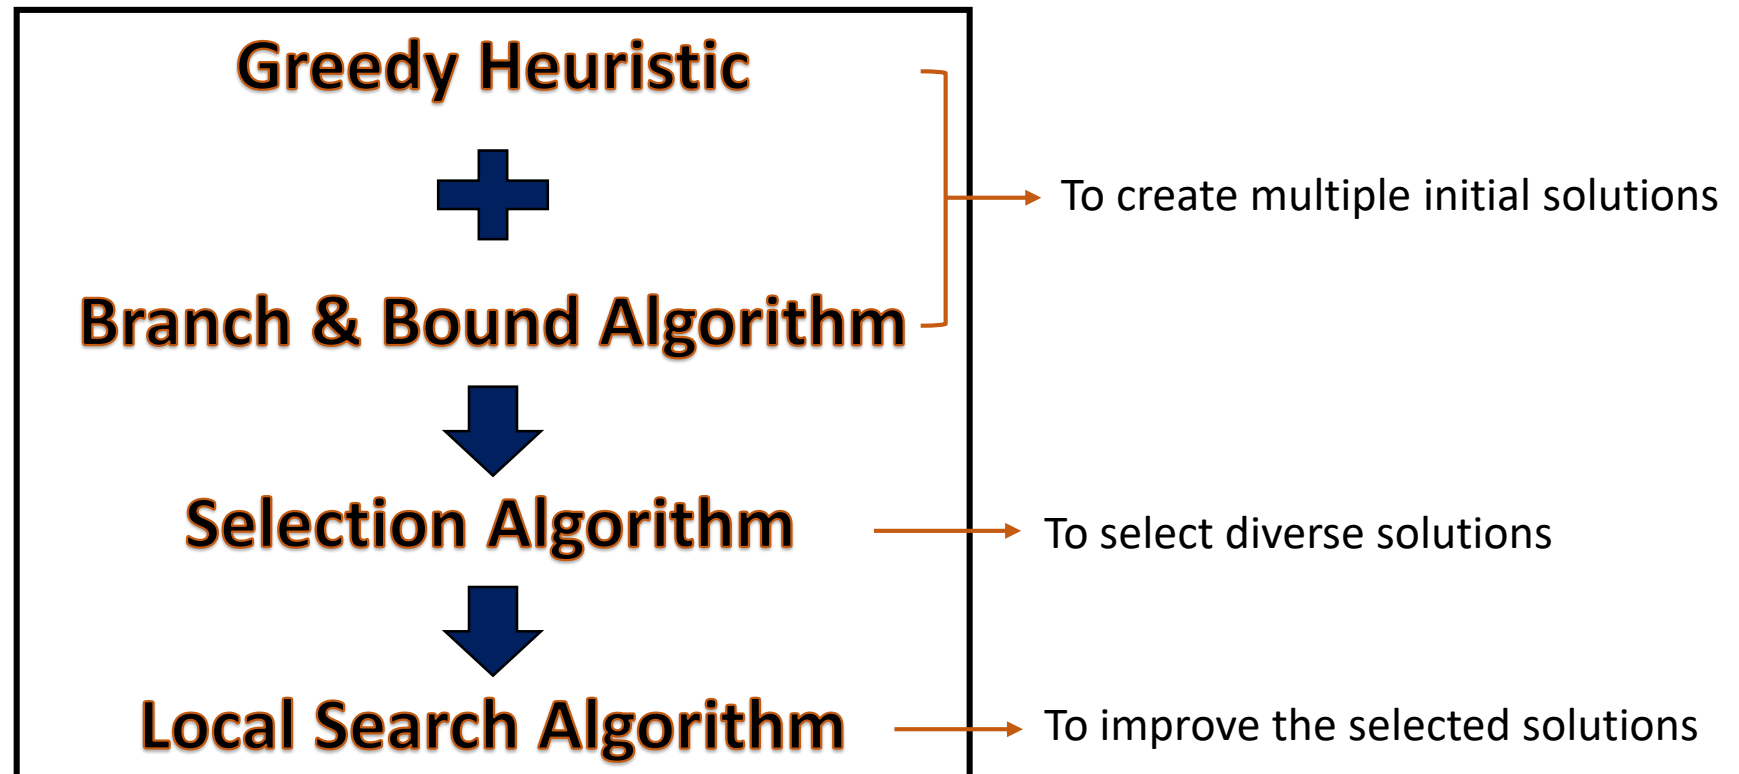 Greedy Heuristic
To create multiple initial solutions
Branch & Bound Algorithm
Selection Algorithm
To select diverse solutions
Local Search Algorithm
To improve the selected solutions